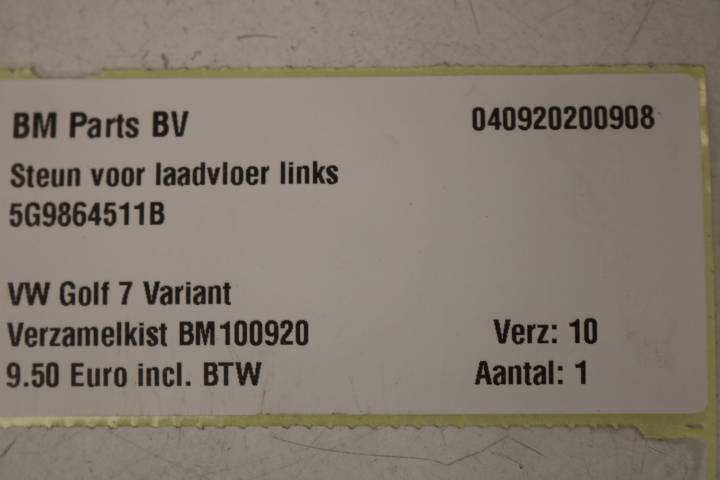 BM Parts BV 040920200908
Steun voor laadvloer links
5G9864511B
VW Golf 7 Variant
Verzamelkist BM100920 Verz: 10
9.50 Euro incl. BTW Aantal: 1